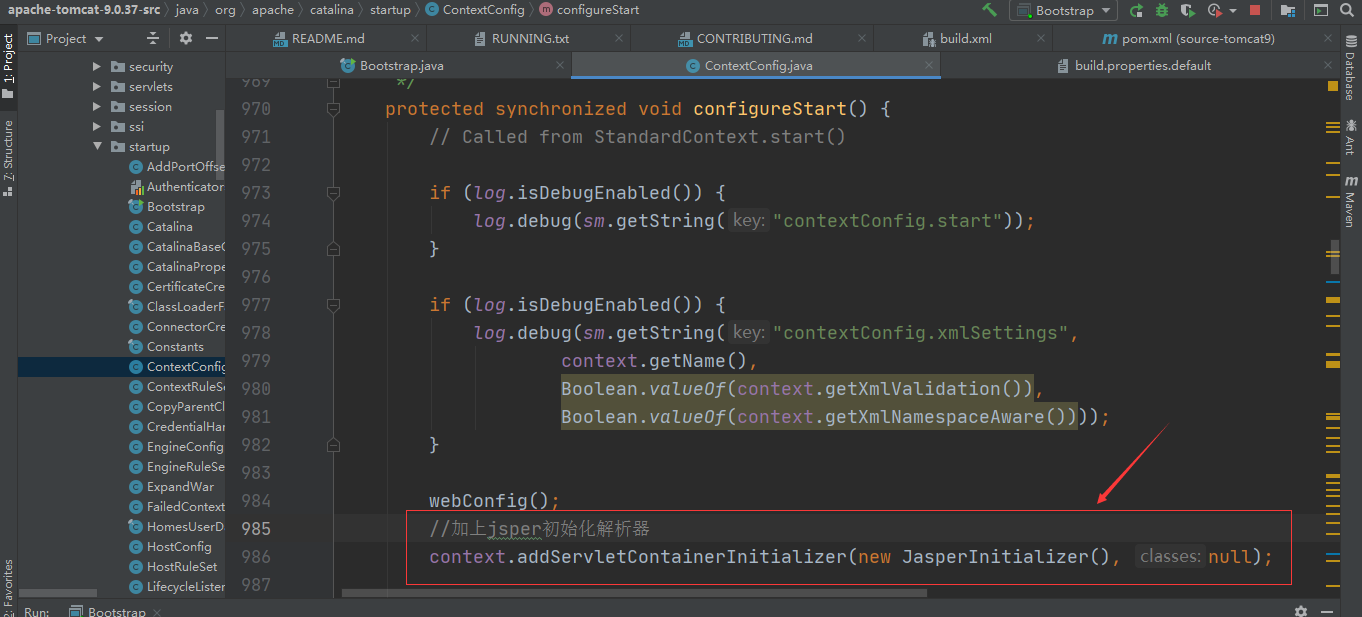 apache-tomcat-9.0.37-src java org apache catalina startup ContextConfig configureStart Bootstrap
Project
README.md RUNNING.txt CONTRIBUTING.md build.xml pom.xml (source-tomcat9)
Bootstrap.java ContextConfig.java build.properties.default
1: Project
7: Structure
2: Favorites
security
servlets
session
ssi
startup
AddPortOffse
Authenticator
Bootstrap
Catalina
CatalinaBaseC
CatalinaPrope
CertificateCre
ClassLoaderFa
ConnectorCre
Constants
ContextConfig
ContextRuleSe
CopyParentCl
CredentialHan
EngineConfig
EngineRuleSe
ExpandWar
FailedContext
HomesUserDa
HostConfig
HostRuleSet
LifecycleListen
969 */
970 protected synchronized void configureStart() {
971 // Called from StandardContext.start()
972
973 if (log.isDebugEnabled()) {
974 log.debug(sm.getString( key: "contextConfig.start"));
975 }
976
977 if (log.isDebugEnabled()) {
978 log.debug(sm.getString( key: "contextConfig.xmlSettings",
979 context.getName(),
980 Boolean.valueOf(context.getXmlValidation()),
981 Boolean.valueOf(context.getXmlNamespaceAware())));
982 }
983
984 webConfig();
985 //加上jsper初始化解析器
986 context.addServletContainerInitializer(new JasperInitializer(), classes: null);
987
Database
Ant
Maven
Run: Bootstrap